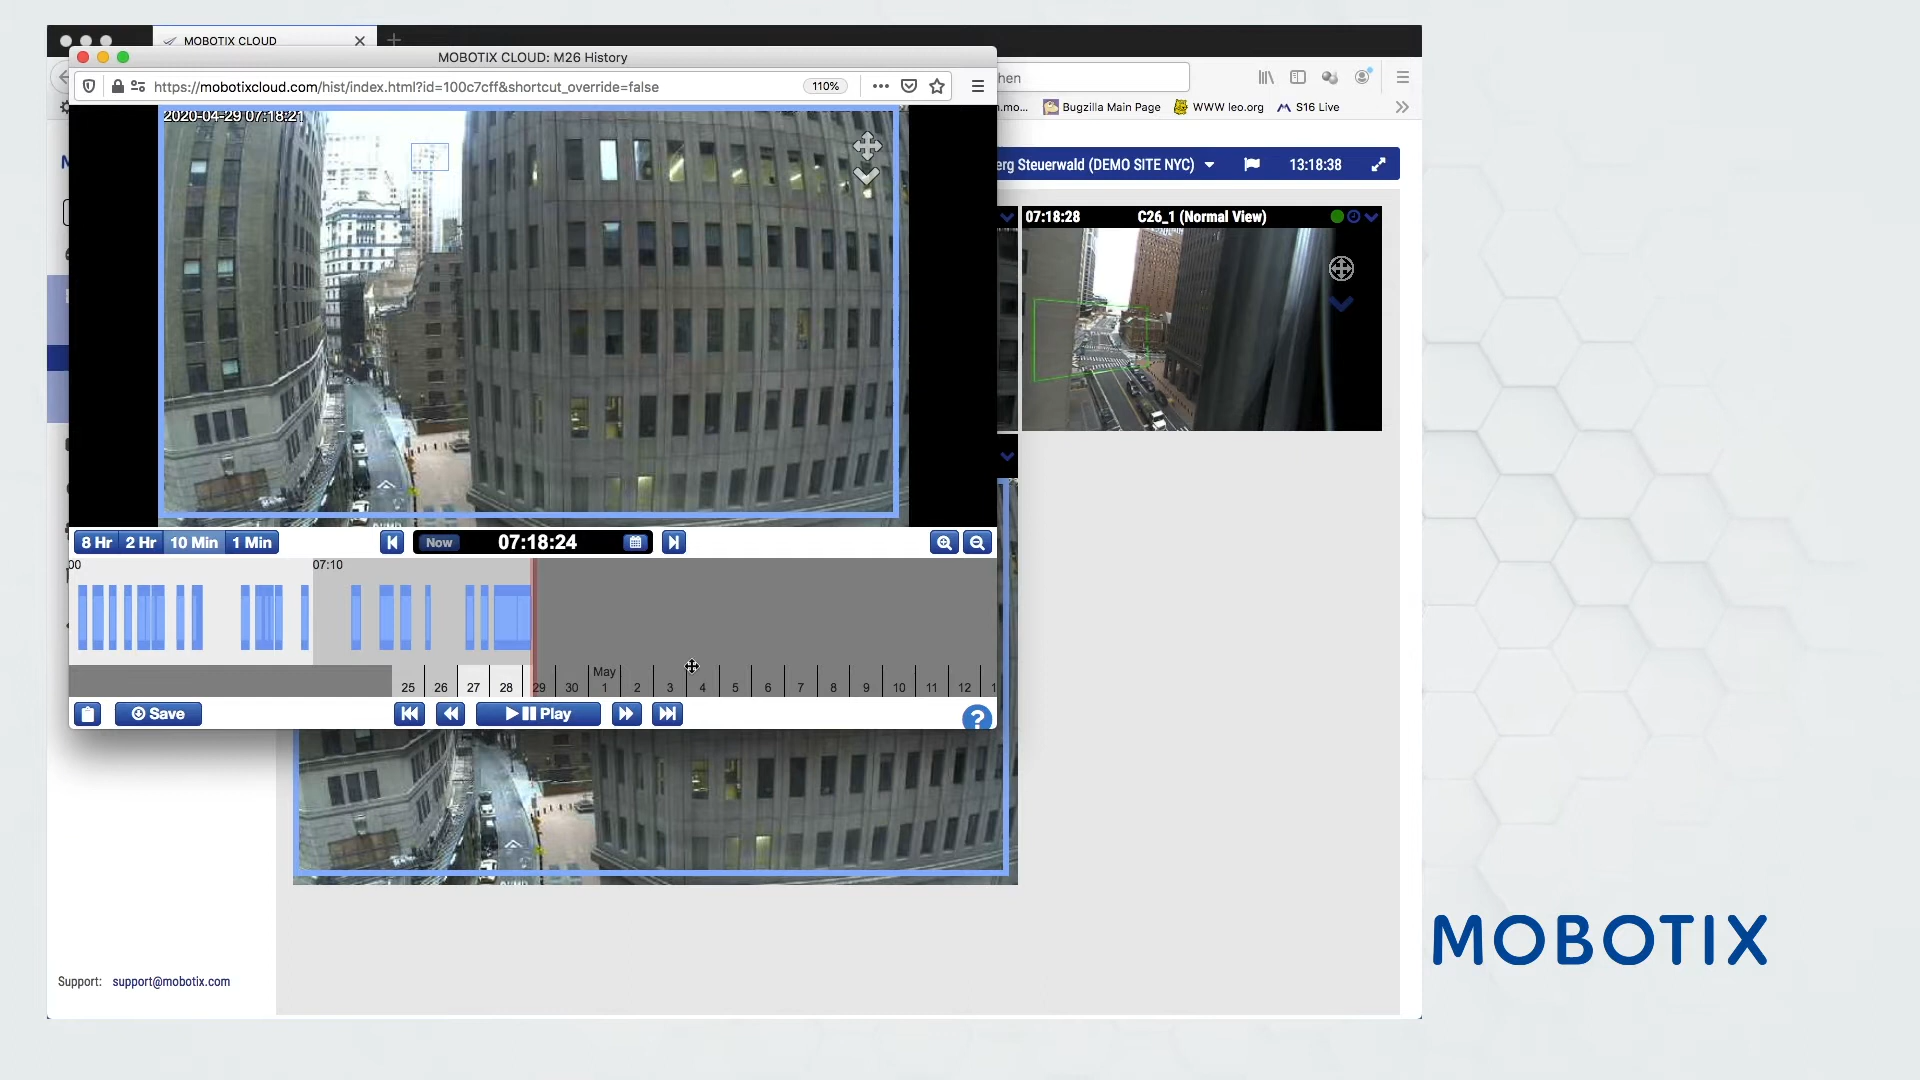 MOBOTIX CLOUD
MOBOTIX CLOUD: M26 History
https://mobotixcloud.com/hist/index.html?id=100c7cff&shortcut_override=false
110%
hen
n.mo...
Bugzilla Main Page
WWW leo.org
S16 Live
2020-04-29 07:18:21
erg Steuerwald (DEMO SITE NYC)
13:18:38
07:18:28
C26_1 (Normal View)
8 Hr
2 Hr
10 Min
1 Min
Now
07:18:24
00
07:10
May
25 26 27 28 29 30 1 2 3 4 5 6 7 8 9 10 11 12 1
Save
Play
?
MOBOTIX
Support: support@mobotix.com